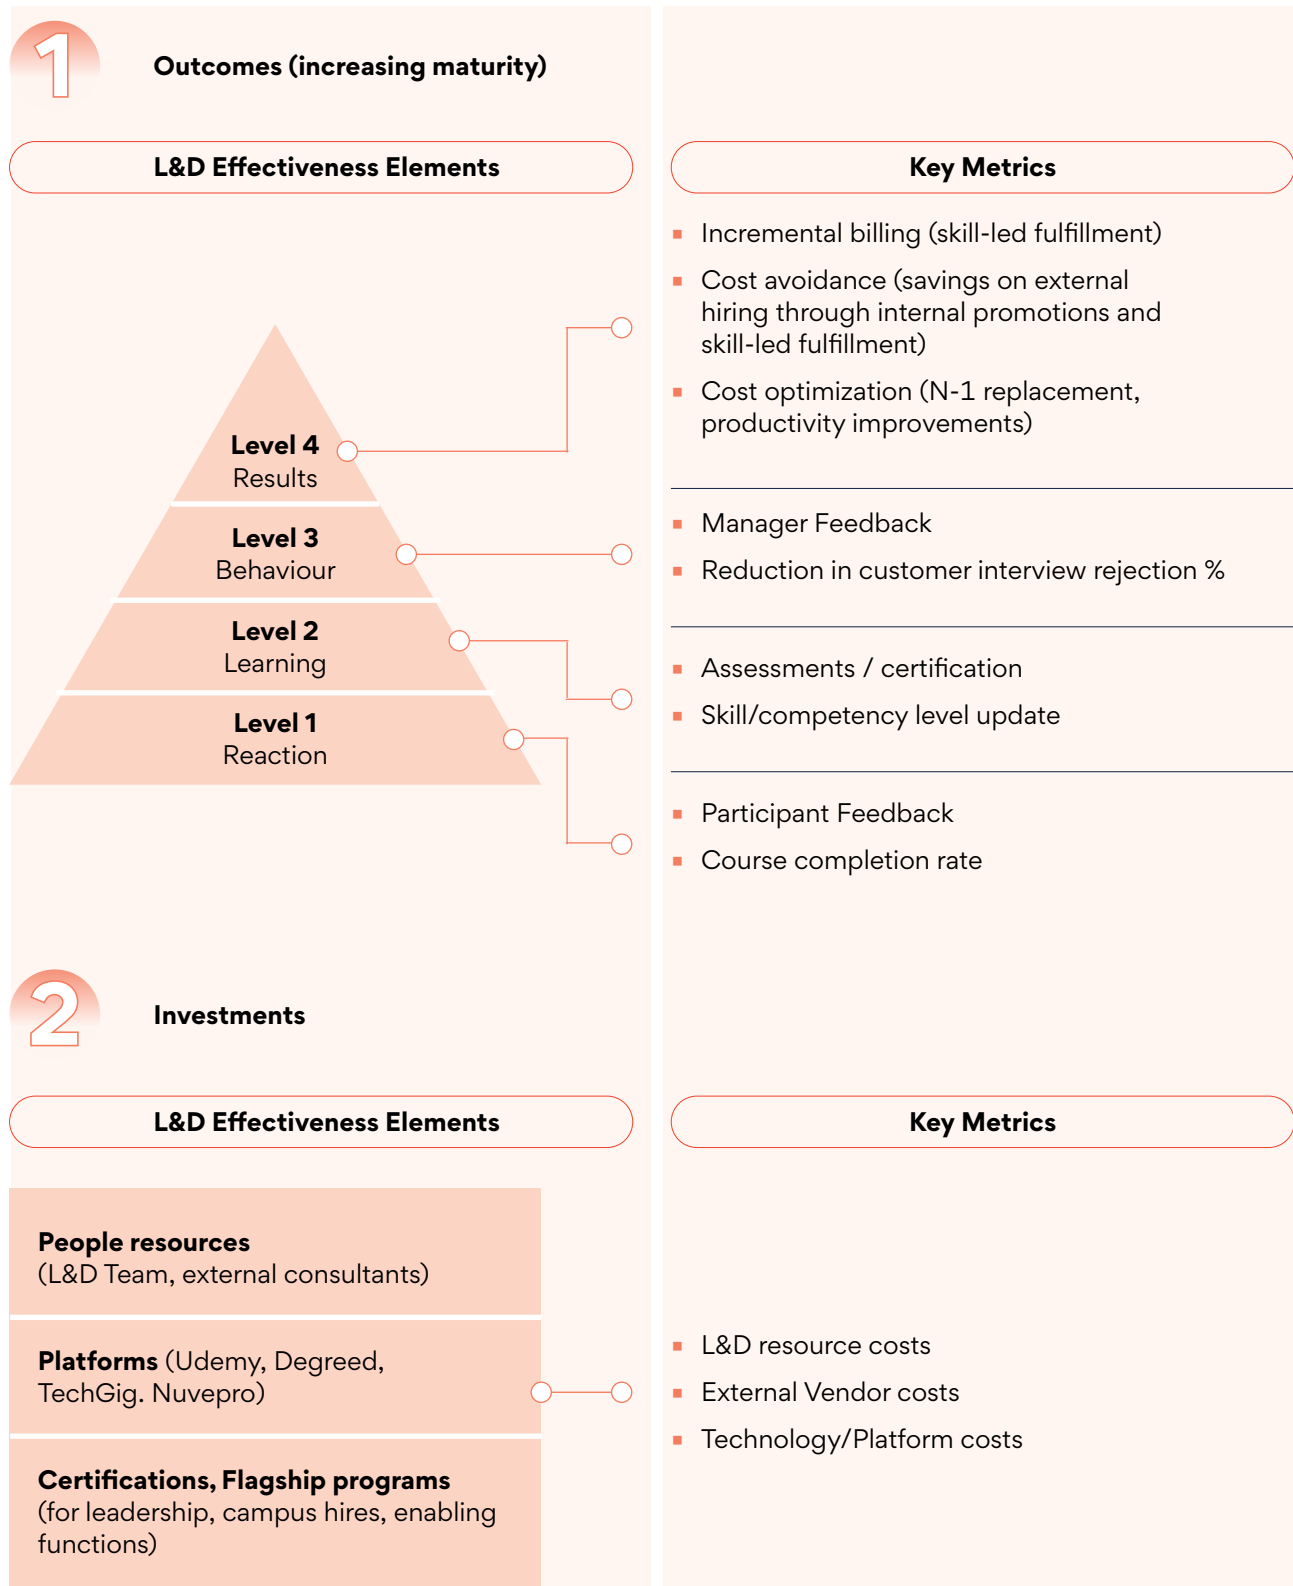 1
Outcomes (increasing maturity)
L&D Effectiveness Elements
Key Metrics
Level 4
Results
Level 3
Behaviour
Level 2
Learning
Level 1
Reaction
Incremental billing (skill-led fulfillment)
Cost avoidance (savings on external
hiring through internal promotions and
skill-led fulfillment)
Cost optimization (N-1 replacement,
productivity improvements)
Manager Feedback
Reduction in customer interview rejection %
Assessments / certification
Skill/competency level update
Participant Feedback
Course completion rate
2
Investments
L&D Effectiveness Elements
Key Metrics
People resources
(L&D Team, external consultants)
Platforms (Udemy, Degreed,
TechGig. Nuvepro)
Certifications, Flagship programs
(for leadership, campus hires, enabling
functions)
L&D resource costs
External Vendor costs
Technology/Platform costs